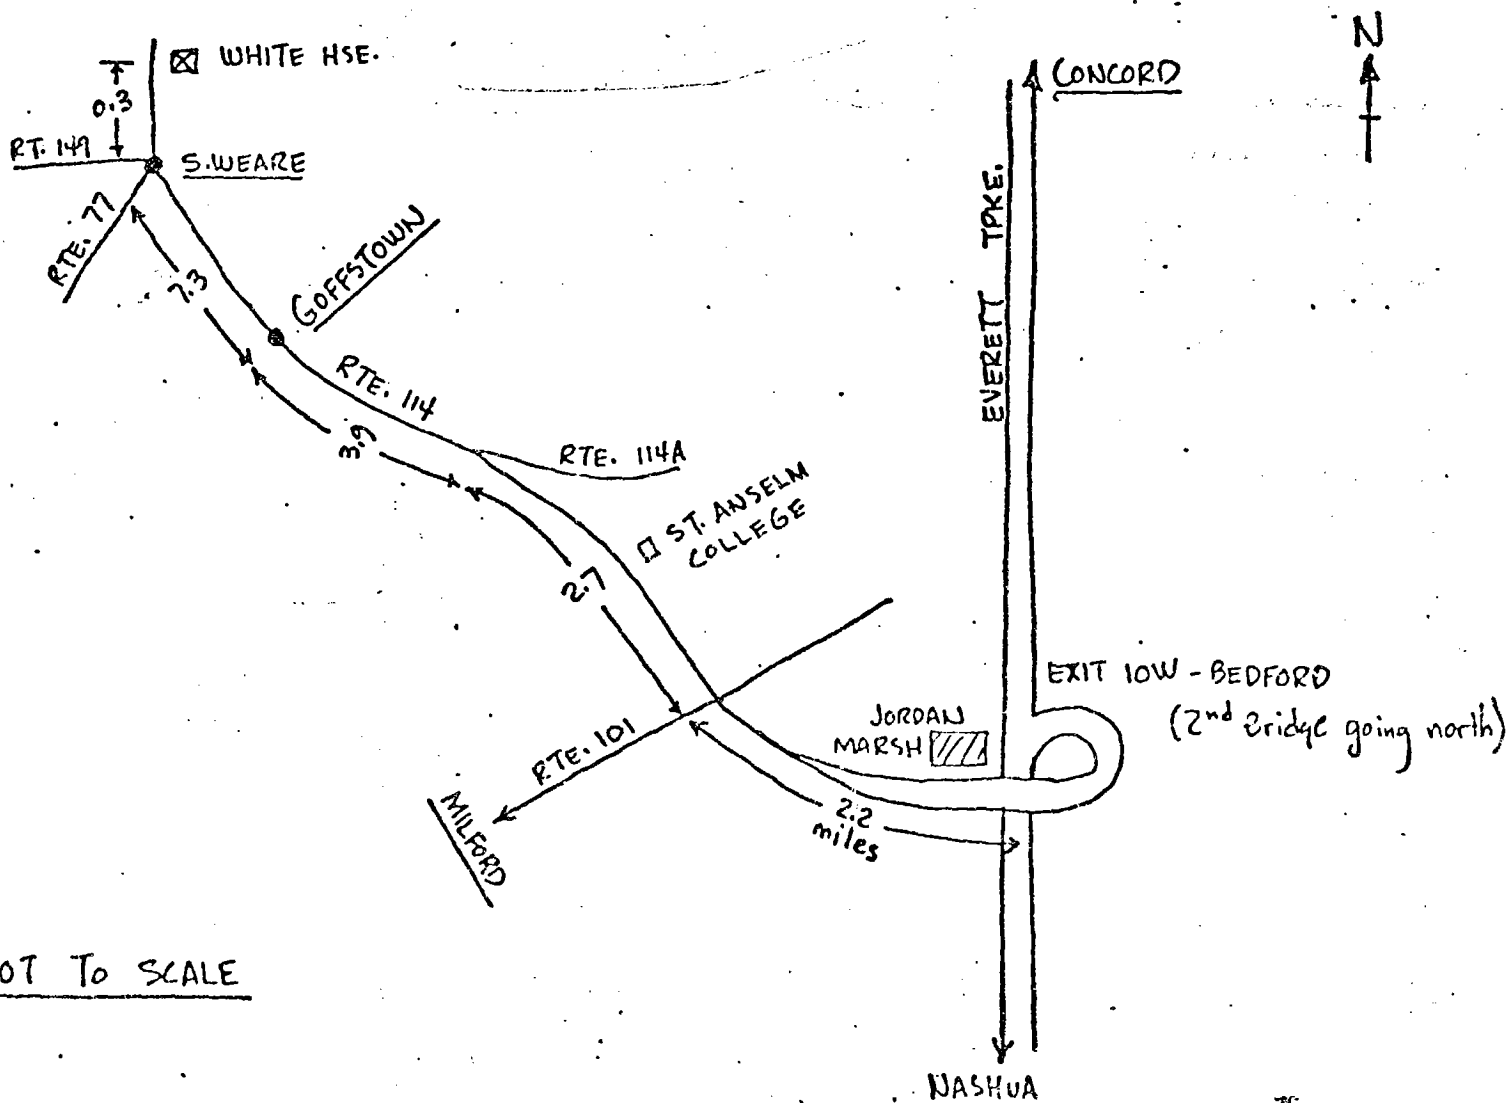 N
WHITE HSE.
CONCORD
0.3
RT. 149
S.WEARE
RTE. 77
7.3
GOFFSTOWN
EVERETT TPKE.
RTE. 114
3.9
RTE. 114A
ST. ANSELM
COLLEGE
2.7
EXIT 10W - BEDFORD
(2nd Bridge going north)
JORDAN
MARSH
RTE. 101
MILFORD
2.2
miles
OT TO SCALE
NASHUA